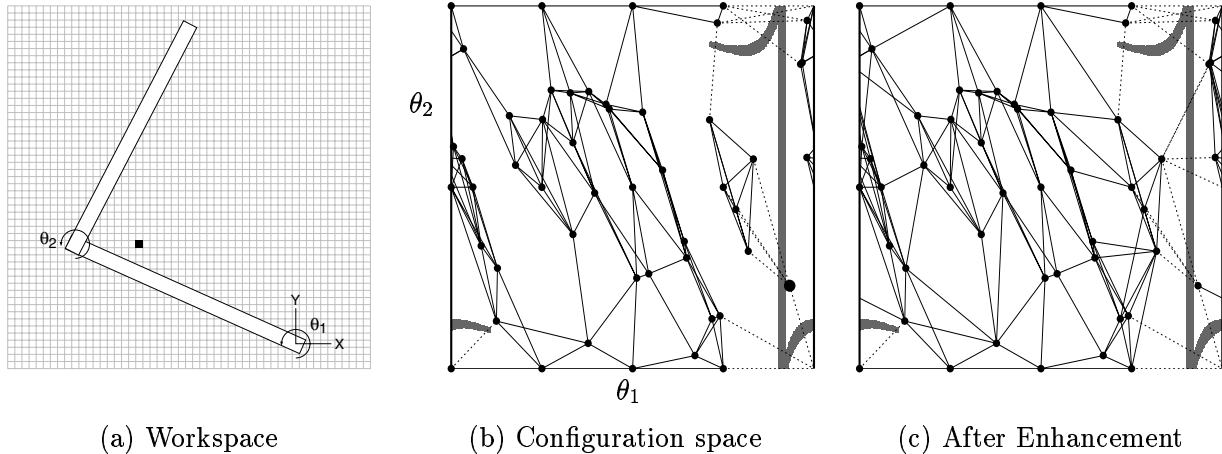 θ2
θ2
Y
θ1
X
θ1
(a) Workspace
(b) Configuration space
(c) After Enhancement